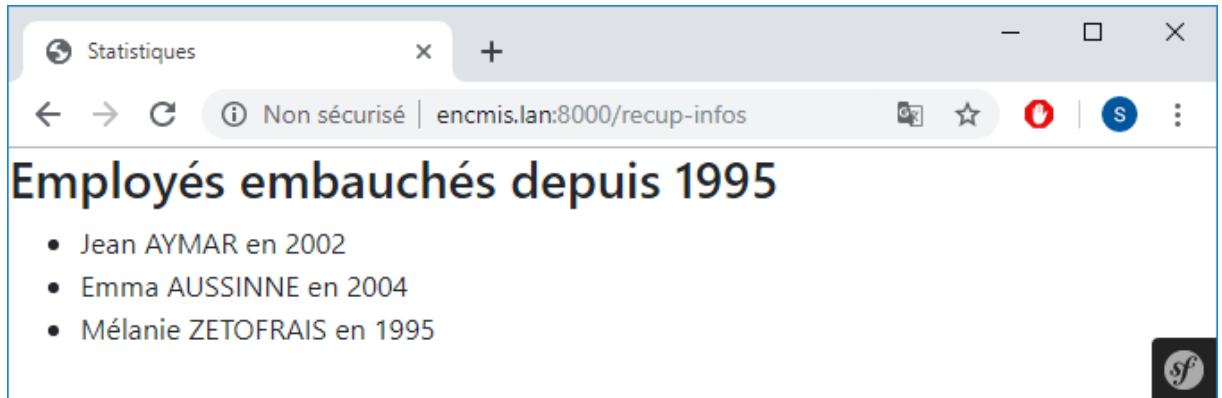 Statistiques
Non sécurisé | encmis.lan:8000/recup-infos
S
Employés embauchés depuis 1995
• Jean AYMAR en 2002
• Emma AUSSINNE en 2004
• Mélanie ZETOFRAIS en 1995
sf